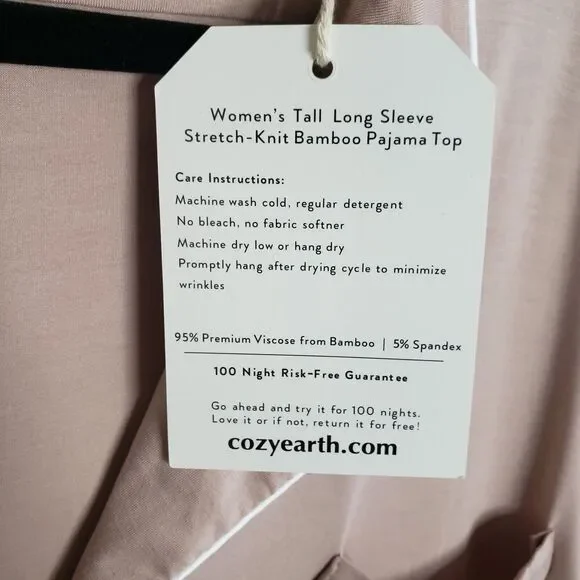 Women's Tall Long Sleeve
Stretch-Knit Bamboo Pajama Top
Care Instructions:
Machine wash cold, regular detergent
No bleach, no fabric softner
Machine dry low or hang dry
Promptly hang after drying cycle to minimize
wrinkles
95% Premium Viscose from Bamboo | 5% Spandex
100 Night Risk-Free Guarantee
Go ahead and try it for 100 nights.
Love it or if not, return it for free!
cozyearth.com